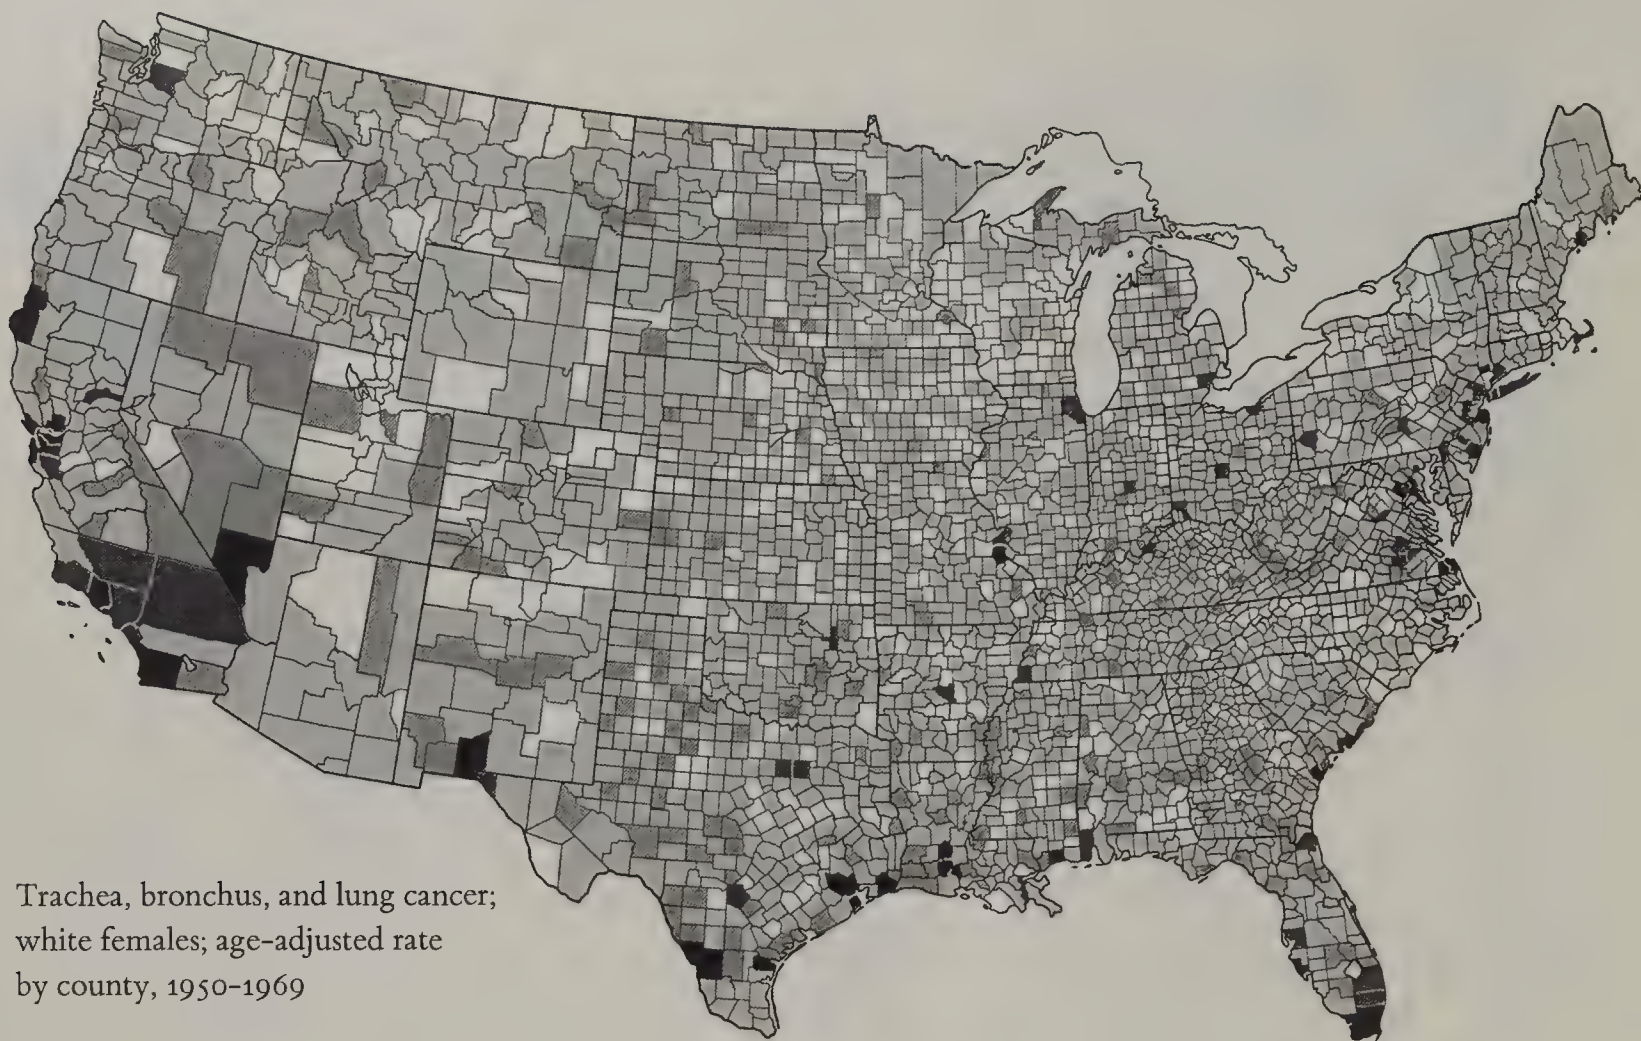 Trachea, bronchus, and lung cancer;
white females; age-adjusted rate
by county, 1950-1969